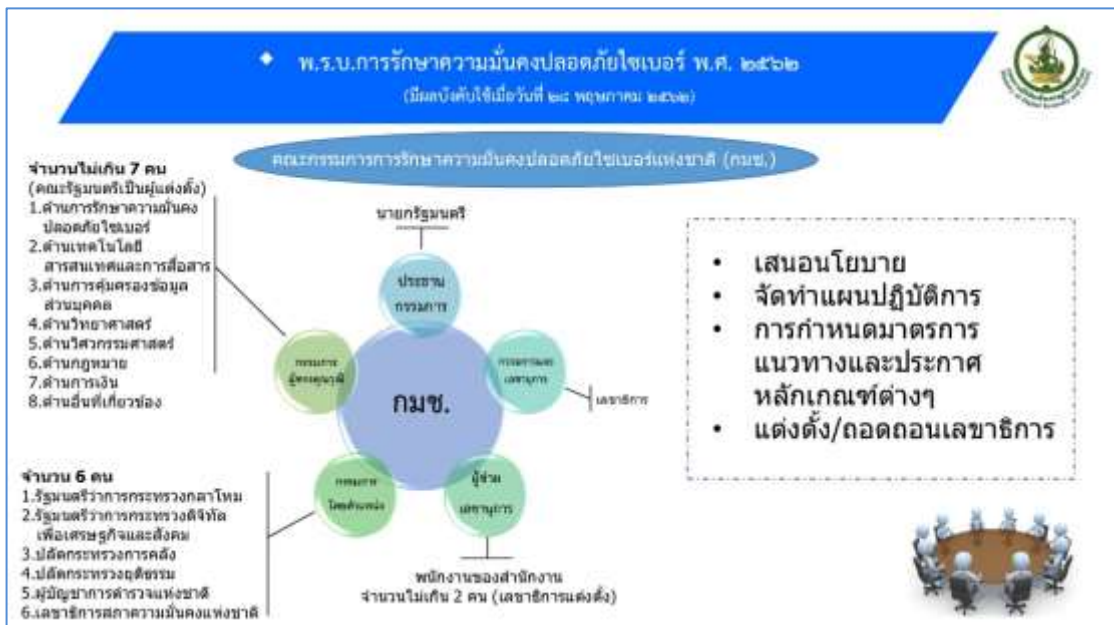 ❖ พ.ร.บ.การรักษาความมั่นคงปลอดภัยไซเบอร์ พ.ศ. ๒๕๖๒
(มีผลบังคับใช้เมื่อวันที่ ๒๘ พฤษภาคม ๒๕๖๒)
คณะกรรมการการรักษาความมั่นคงปลอดภัยไซเบอร์แห่งชาติ (กมช.)
จำนวนไม่เกิน 7 คน
(คณะรัฐมนตรีเป็นผู้แต่งตั้ง)
1.ด้านการรักษาความมั่นคง
ปลอดภัยไซเบอร์
2.ด้านเทคโนโลยี
สารสนเทศและการสื่อสาร
3.ด้านการคุ้มครองข้อมูล
ส่วนบุคคล
4.ด้านวิทยาศาสตร์
5.ด้านวิศวกรรมศาสตร์
6.ด้านกฎหมาย
7.ด้านการเงิน
8.ด้านอื่นที่เกี่ยวข้อง
จำนวน 6 คน
1.รัฐมนตรีว่าการกระทรวงกลาโหม
2.รัฐมนตรีว่าการกระทรวงดิจิทัล
เพื่อเศรษฐกิจและสังคม
3.ปลัดกระทรวงการคลัง
4.ปลัดกระทรวงยุติธรรม
5.ผู้บัญชาการตำรวจแห่งชาติ
6.เลขาธิการสภาความมั่นคงแห่งชาติ
นายกรัฐมนตรี
ประธาน
กรรมการ
กรรมการ
ผู้ทรงคุณวุฒิ
กรรมการและ
เลขานุการ
เลขาธิการ
กมช.
กรรมการ
โดยตำแหน่ง
ผู้ช่วย
เลขานุการ
พนักงานของสำนักงาน
จำนวนไม่เกิน 2 คน (เลขาธิการแต่งตั้ง)
• เสนอนโยบาย
• จัดทำแผนปฏิบัติการ
• การกำหนดมาตรการ
แนวทางและประกาศ
หลักเกณฑ์ต่างๆ
• แต่งตั้ง/ถอดถอนเลขาธิการ